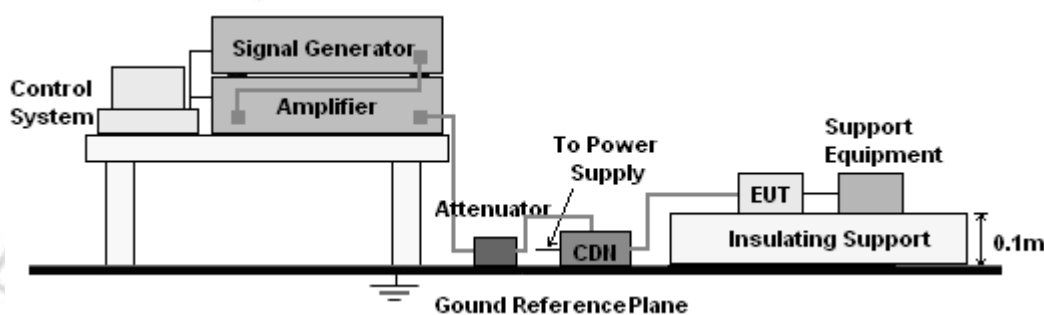 Signal Generator
Control
System
Amplifier
To Power
Supply
Support
Equipment
Attenuator
EUT
CDN
Insulating Support
0.1m
Gound Reference Plane